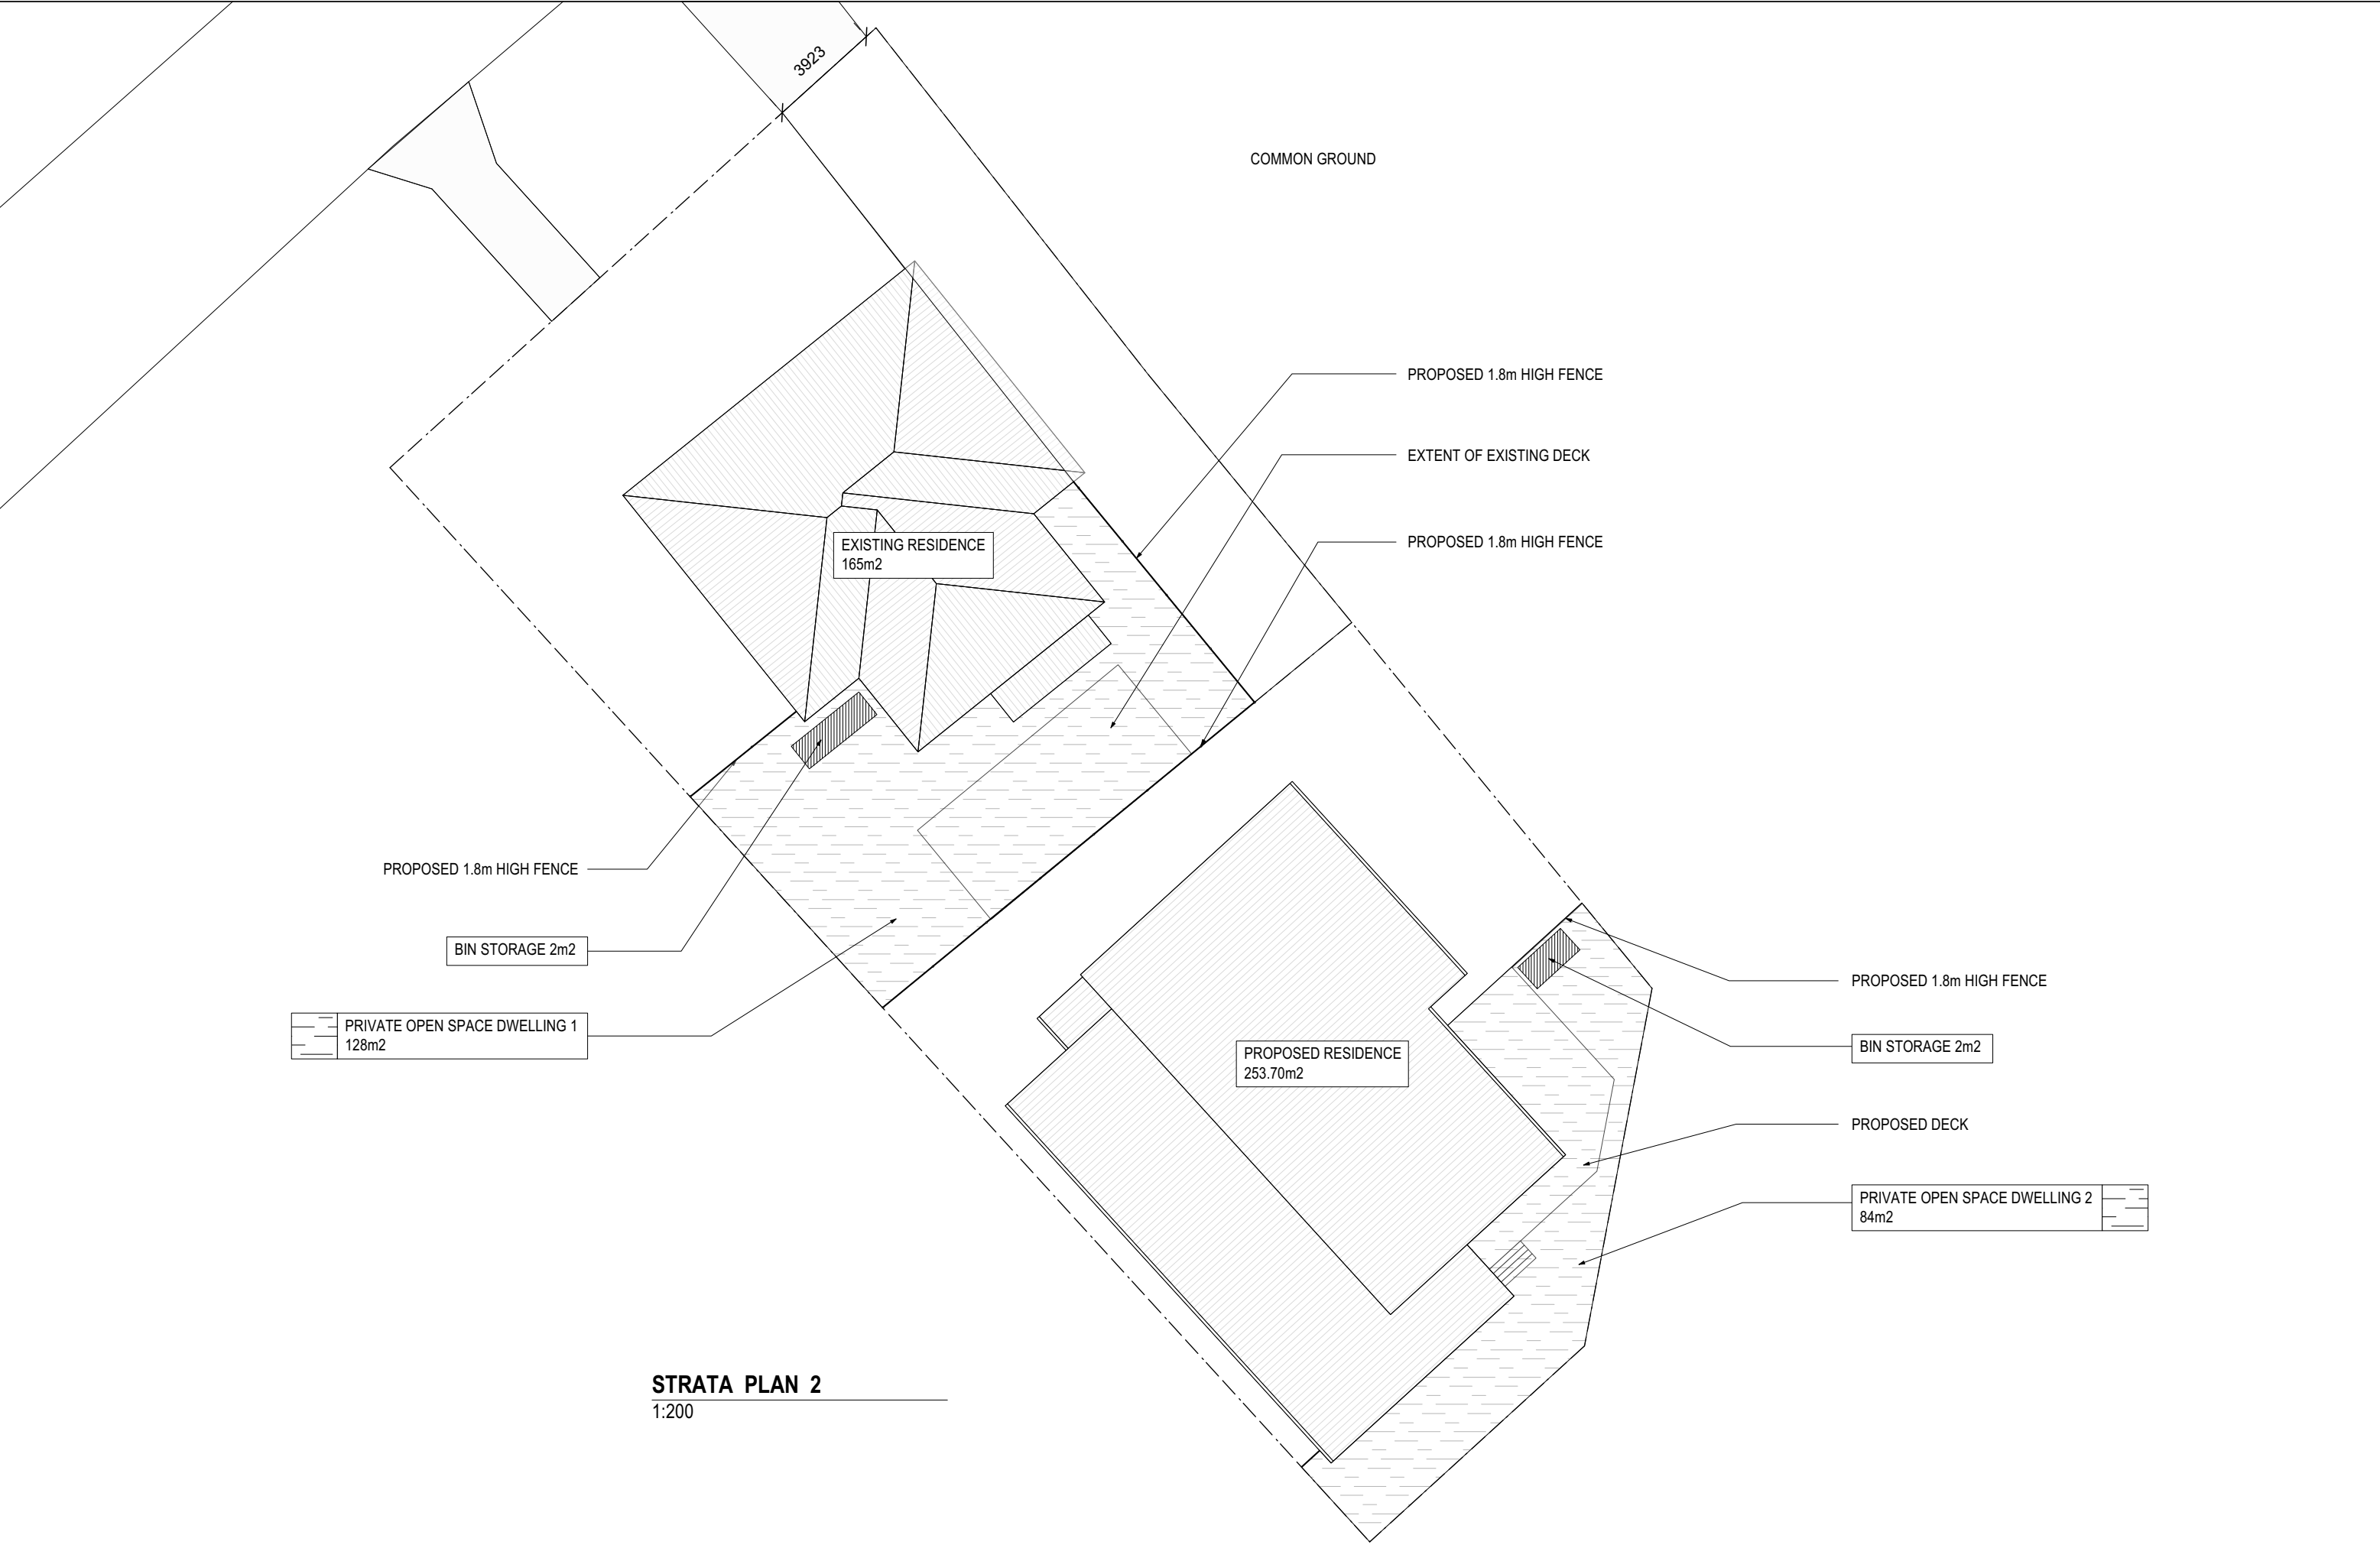 3923
COMMON GROUND
PROPOSED 1.8m HIGH FENCE
EXTENT OF EXISTING DECK
PROPOSED 1.8m HIGH FENCE
EXISTING RESIDENCE
165m2
PROPOSED 1.8m HIGH FENCE
BIN STORAGE 2m2
PRIVATE OPEN SPACE DWELLING 1
128m2
PROPOSED RESIDENCE
253.70m2
PROPOSED 1.8m HIGH FENCE
BIN STORAGE 2m2
PROPOSED DECK
PRIVATE OPEN SPACE DWELLING 2
84m2
STRATA PLAN 2
1:200